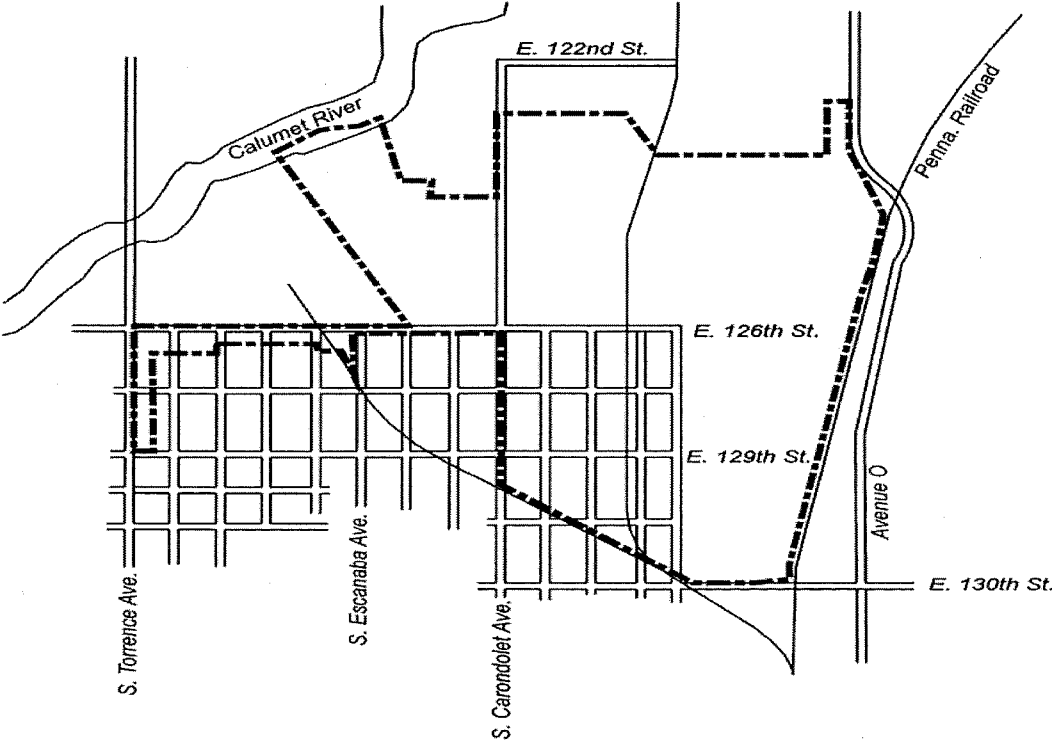 E. 122nd St.
Calumet River
Penna. Railroad
E. 126th St.
E. 129th St.
Avenue O
E. 130th St.
S. Torrence Ave.
S. Escanaba Ave.
S. Carondolet Ave.